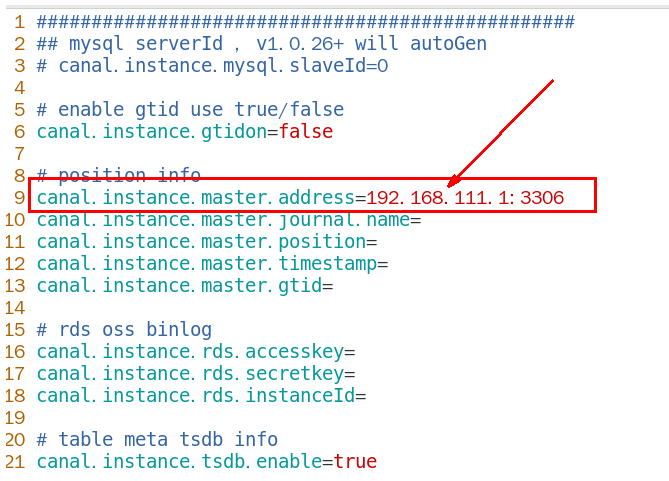 1 #################################################
2 ## mysql serverId , v1.0.26+ will autoGen
3 # canal.instance.mysql.slaveId=0
4
5 # enable gtid use true/false
6 canal.instance.gtidon=false
7
8 # position info
9 canal.instance.master.address=192.168.111.1:3306
10 canal.instance.master.journal.name=
11 canal.instance.master.position=
12 canal.instance.master.timestamp=
13 canal.instance.master.gtid=
14
15 # rds oss binlog
16 canal.instance.rds.accesskey=
17 canal.instance.rds.secretkey=
18 canal.instance.rds.instanceId=
19
20 # table meta tsdb info
21 canal.instance.tsdb.enable=true